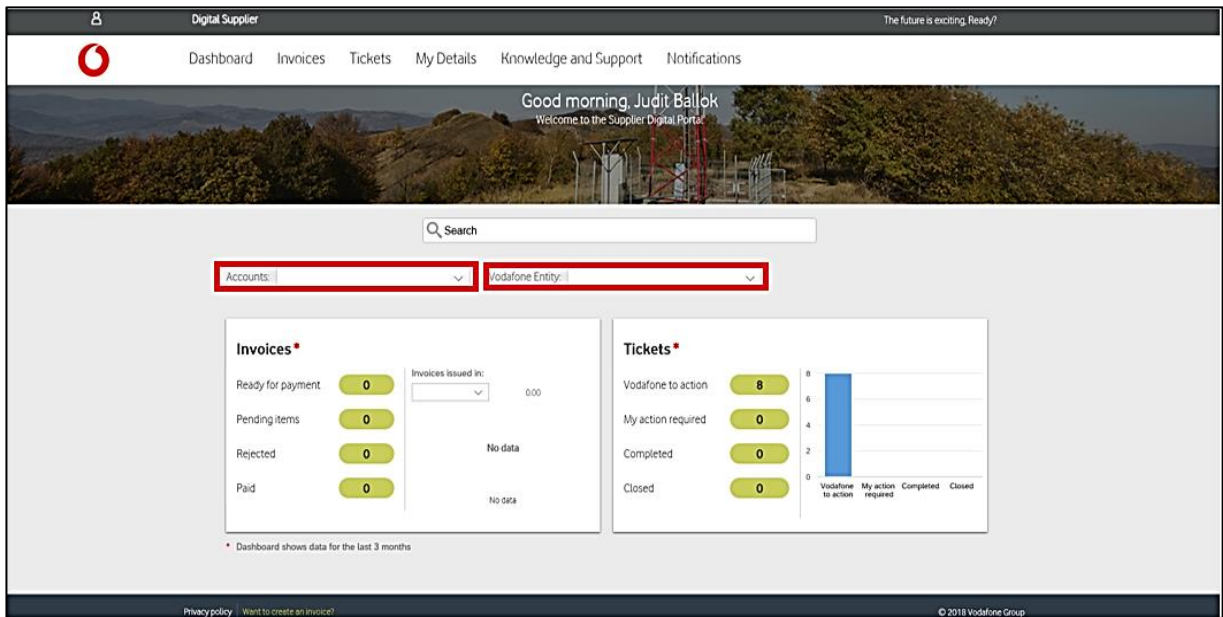 Digital Supplier
The future is exciting, Ready?
Dashboard Invoices Tickets My Details Knowledge and Support Notifications
Good morning, Judit Ballok
Welcome to the Supplier Digital Portal
Search
Accounts:
Vodafone Entity:
Invoices*
Ready for payment 0
Pending items 0
Rejected 0
Paid 0
Invoices issued in:
0.00
No data
No data
Tickets*
Vodafone to action 8
My action required 0
Completed 0
Closed 0
8
6
4
2
0
Vodafone to action
My action required
Completed
Closed
* Dashboard shows data for the last 3 months
Privacy policy Want to create an invoice?
© 2018 Vodafone Group